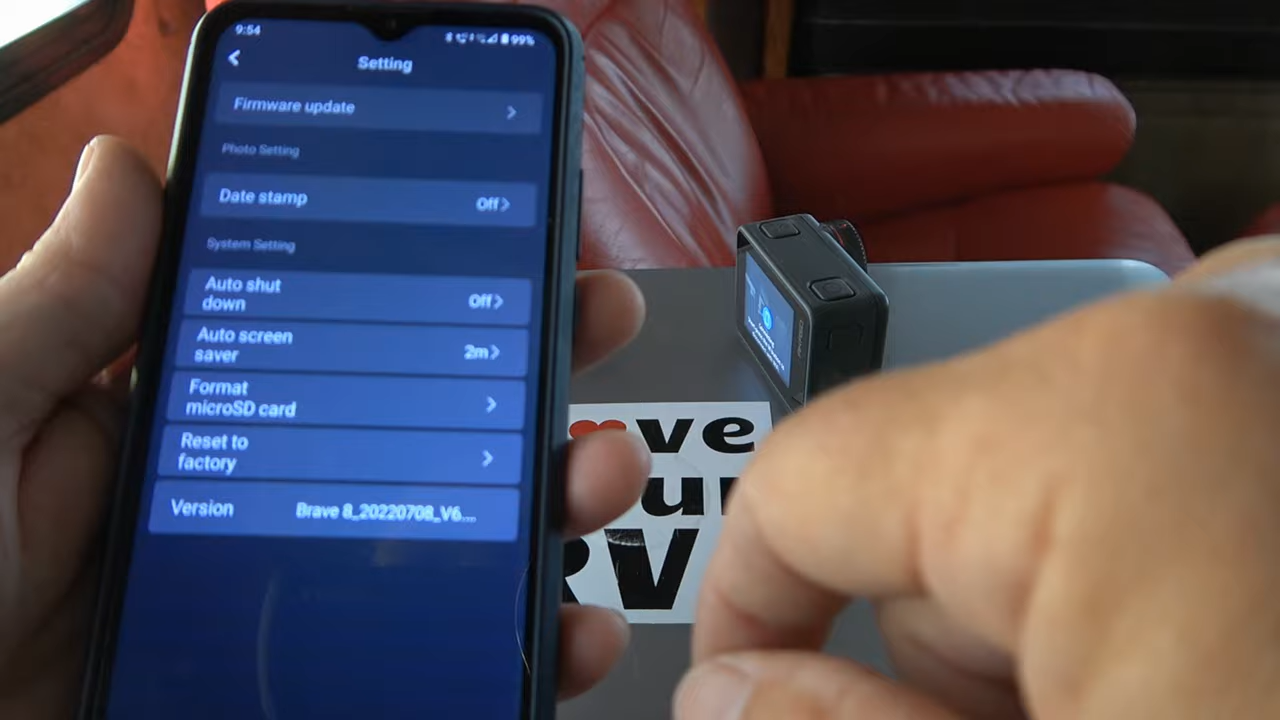 9:54
99%
Setting
Firmware update
Photo Setting
Date stamp Off
System Setting
Auto shut
down Off
Auto screen
saver 2m
Format
microSD card
Reset to
factory
Version Brave 8_20220708_V6...
ve
RV